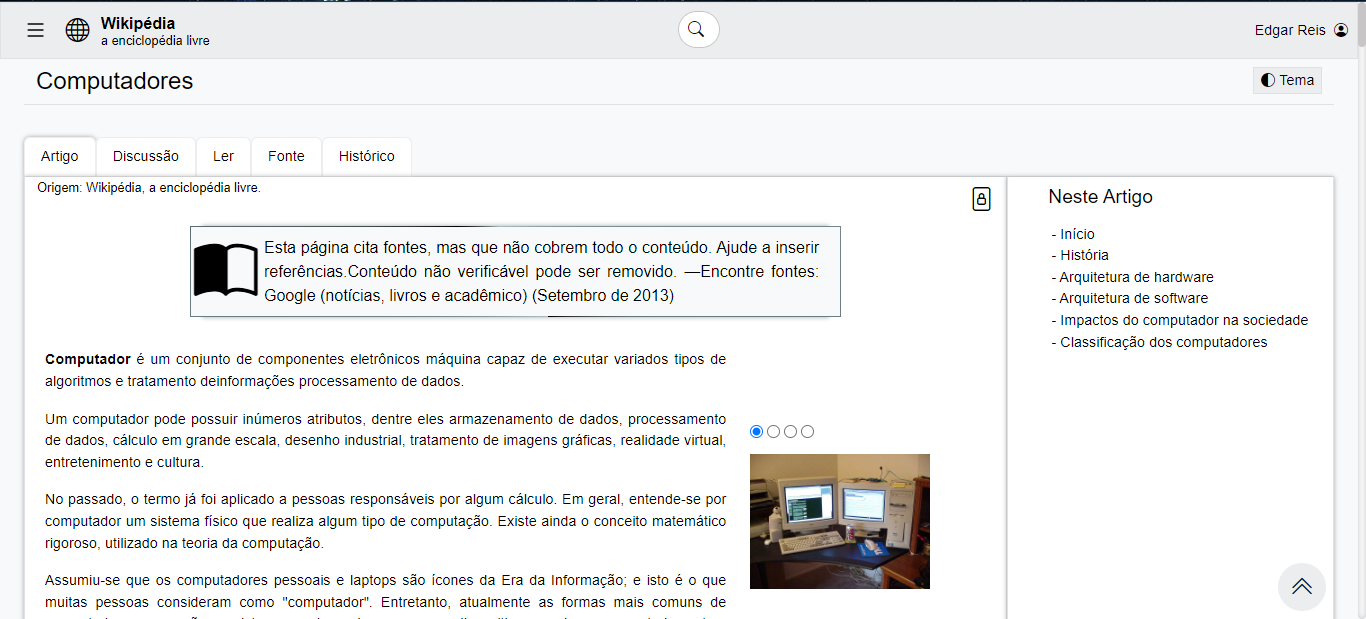 Wikipédia
a enciclopédia livre
Edgar Reis
Computadores
Tema
Artigo
Discussão
Ler
Fonte
Histórico
Origem: Wikipédia, a enciclopédia livre.
Esta página cita fontes, mas que não cobrem todo o conteúdo. Ajude a inserir
referências.Conteúdo não verificável pode ser removido. —Encontre fontes:
Google (notícias, livros e acadêmico) (Setembro de 2013)
Computador é um conjunto de componentes eletrônicos máquina capaz de executar variados tipos de
algoritmos e tratamento deinformações processamento de dados.
Um computador pode possuir inúmeros atributos, dentre eles armazenamento de dados, processamento
de dados, cálculo em grande escala, desenho industrial, tratamento de imagens gráficas, realidade virtual,
entretenimento e cultura.
No passado, o termo já foi aplicado a pessoas responsáveis por algum cálculo. Em geral, entende-se por
computador um sistema físico que realiza algum tipo de computação. Existe ainda o conceito matemático
rigoroso, utilizado na teoria da computação.
Assumiu-se que os computadores pessoais e laptops são ícones da Era da Informação; e isto é o que
muitas pessoas consideram como "computador". Entretanto, atualmente as formas mais comuns de
Neste Artigo
- Início
- História
- Arquitetura de hardware
- Arquitetura de software
- Impactos do computador na sociedade
- Classificação dos computadores